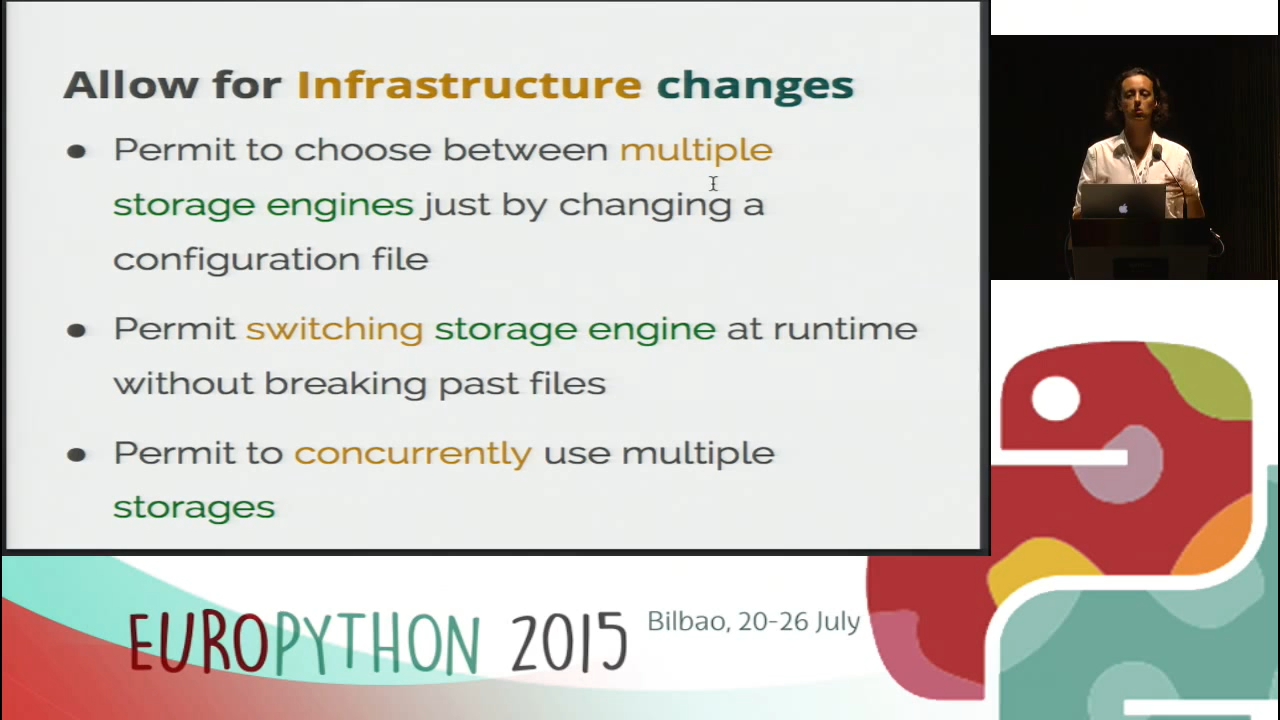 Allow for Infrastructure changes
● Permit to choose between multiple
storage engines just by changing a
configuration file
● Permit switching storage engine at runtime
without breaking past files
● Permit to concurrently use multiple
storages
EUROPYTHON 2015
Bilbao, 20-26 July